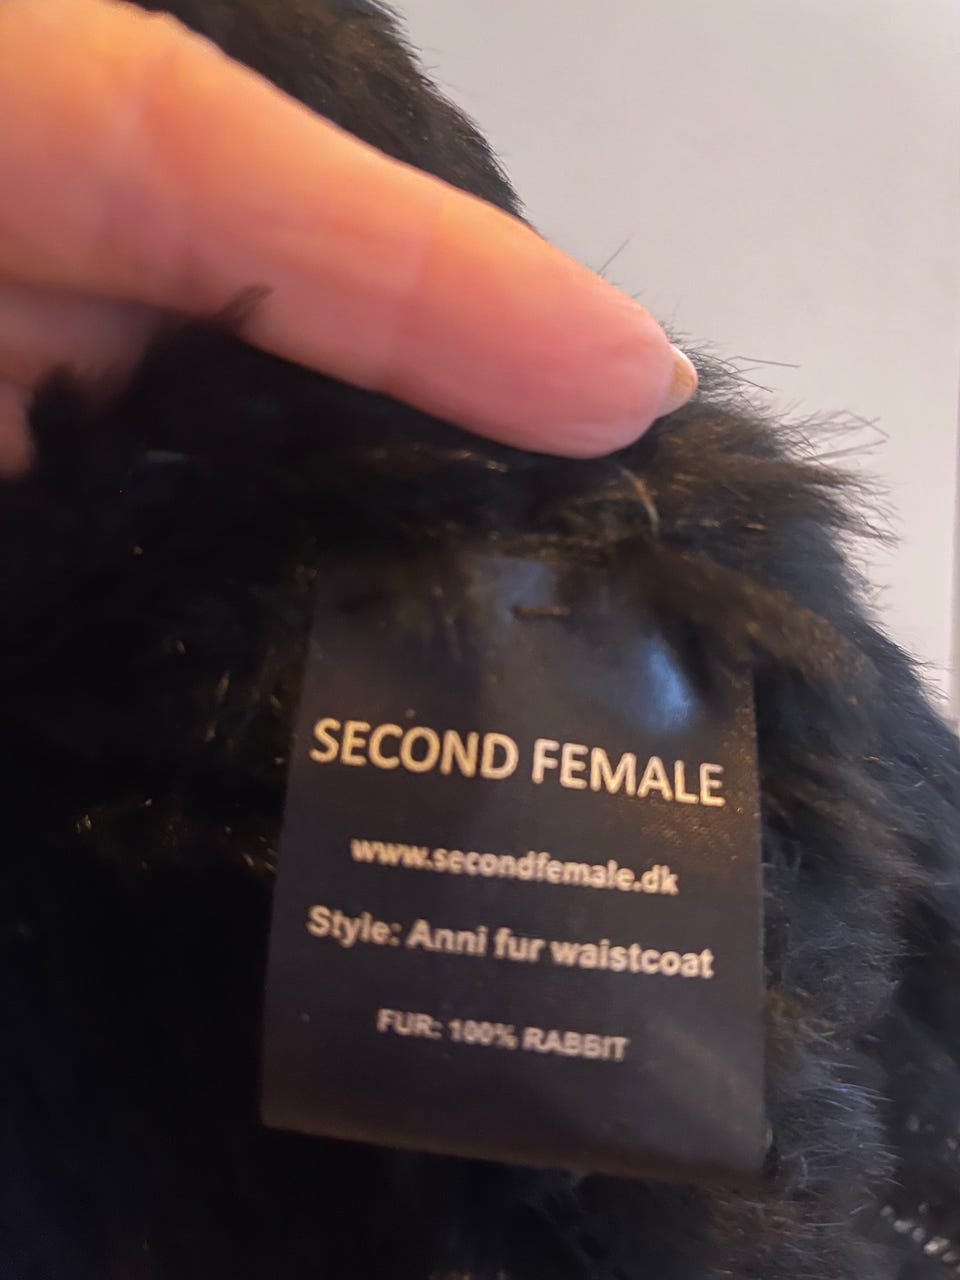 SECOND FEMALE
www.secondfemale.dk
Style: Anni fur waistcoat
FUR: 100% RABBIT